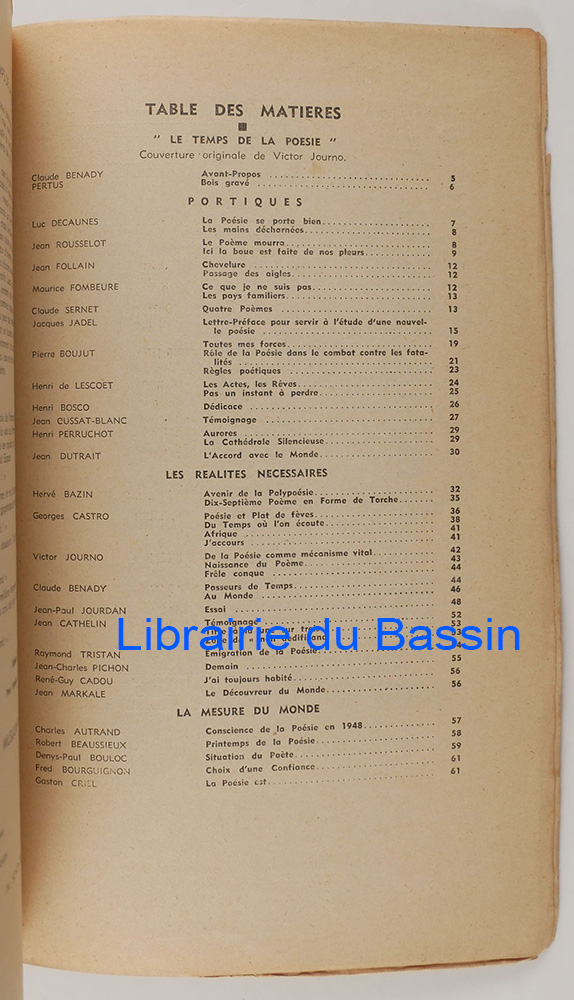 TABLE DES MATIERES
" LE TEMPS DE LA POESIE "
Couverture originale de Victor Journo.
Claude BENADY Avant-Propos 5
PERTUS Bois gravé 6
PORTIQUES
Luc DECAUNES La Poésie se porte bien 7
Les mains décharnées 8
Jean ROUSSELOT Le Poème mourra 8
Ici la boue est faite de nos pleurs 9
Jean FOLLAIN Chevelure 12
Passage des aigles 12
Maurice FOMBEURE Ce que je ne suis pas 12
Les pays familiers 13
Claude SERNET Quatre Poèmes 13
Jacques JADEL Lettre-Préface pour servir à l'étude d'une nouvel-
le poésie 15
Toutes mes forces 19
Pierre BOUJUT Rôle de la Poésie dans le combat contre les fata-
lités 21
Règles poétiques 23
Henri de LESCOET Les Actes, les Rêves 24
Pas un instant à perdre 25
Henri BOSCO Dédicace 26
Jean CUSSAT-BLANC Témoignage 27
Henri PERRUCHOT Aurores 29
La Cathédrale Silencieuse 29
Jean DUTRAIT L'Accord avec le Monde 30
LES REALITES NECESSAIRES
Hervé BAZIN Avenir de la Polypoésie 32
Dix-Septième Poème en Forme de Torche 35
Georges CASTRO Poésie et Plat de fèves 36
Du Temps où l'on écoute 38
Afrique 41
J'accours 41
Victor JOURNO De la Poésie comme mécanisme vital 42
Naissance du Poème 43
Frêle conque 44
Claude BENADY Passeurs de Temps 44
Au Monde 46
Jean-Paul JOURDAN Essai 48
Jean CATHELIN Témoignage 52
53
53
Librairie du Bassin
Raymond TRISTAN Emigration de la Poésie 54
Jean-Charles PICHON Demain 55
René-Guy CADOU J'ai toujours habité 56
Jean MARKALE Le Découvreur du Monde 56
LA MESURE DU MONDE
Charles AUTRAND Conscience de la Poésie en 1948 57
Robert BEAUSSIEUX Printemps de la Poésie 58
Denys-Paul BOULOC Situation du Poète 59
Fred BOURGUIGNON Choix d'une Confiance 61
Gaston CRIEL La Poésie est 61